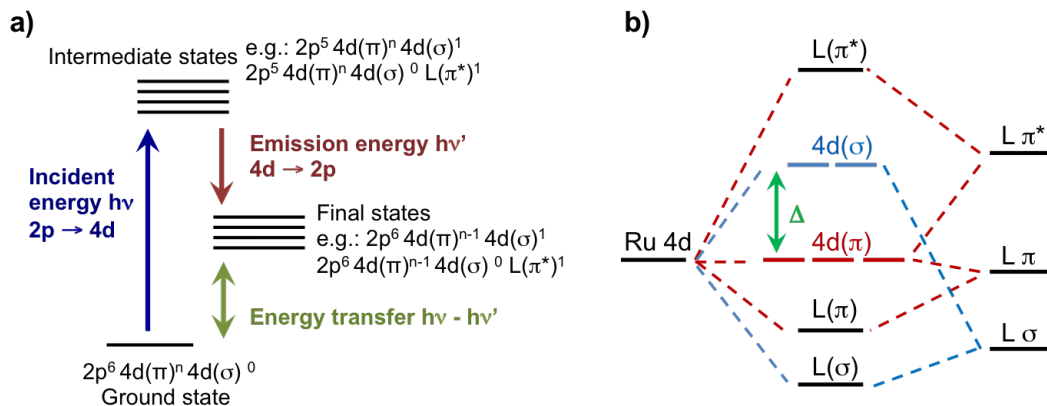 a)
Intermediate states
e.g.: 2p⁵ 4d(π)ⁿ 4d(σ)¹
2p⁵ 4d(π)ⁿ 4d(σ) ⁰ L(π*)¹
Incident
energy hν
2p → 4d
Emission energy hν’
4d → 2p
Final states
e.g.: 2p⁶ 4d(π)ⁿ⁻¹ 4d(σ)¹
2p⁶ 4d(π)ⁿ⁻¹ 4d(σ) ⁰ L(π*)¹
Energy transfer hν - hν’
2p⁶ 4d(π)ⁿ 4d(σ) ⁰
Ground state
b)
L(π*)
4d(σ)
L π*
Δ
Ru 4d
4d(π)
L π
L(π)
L σ
L(σ)